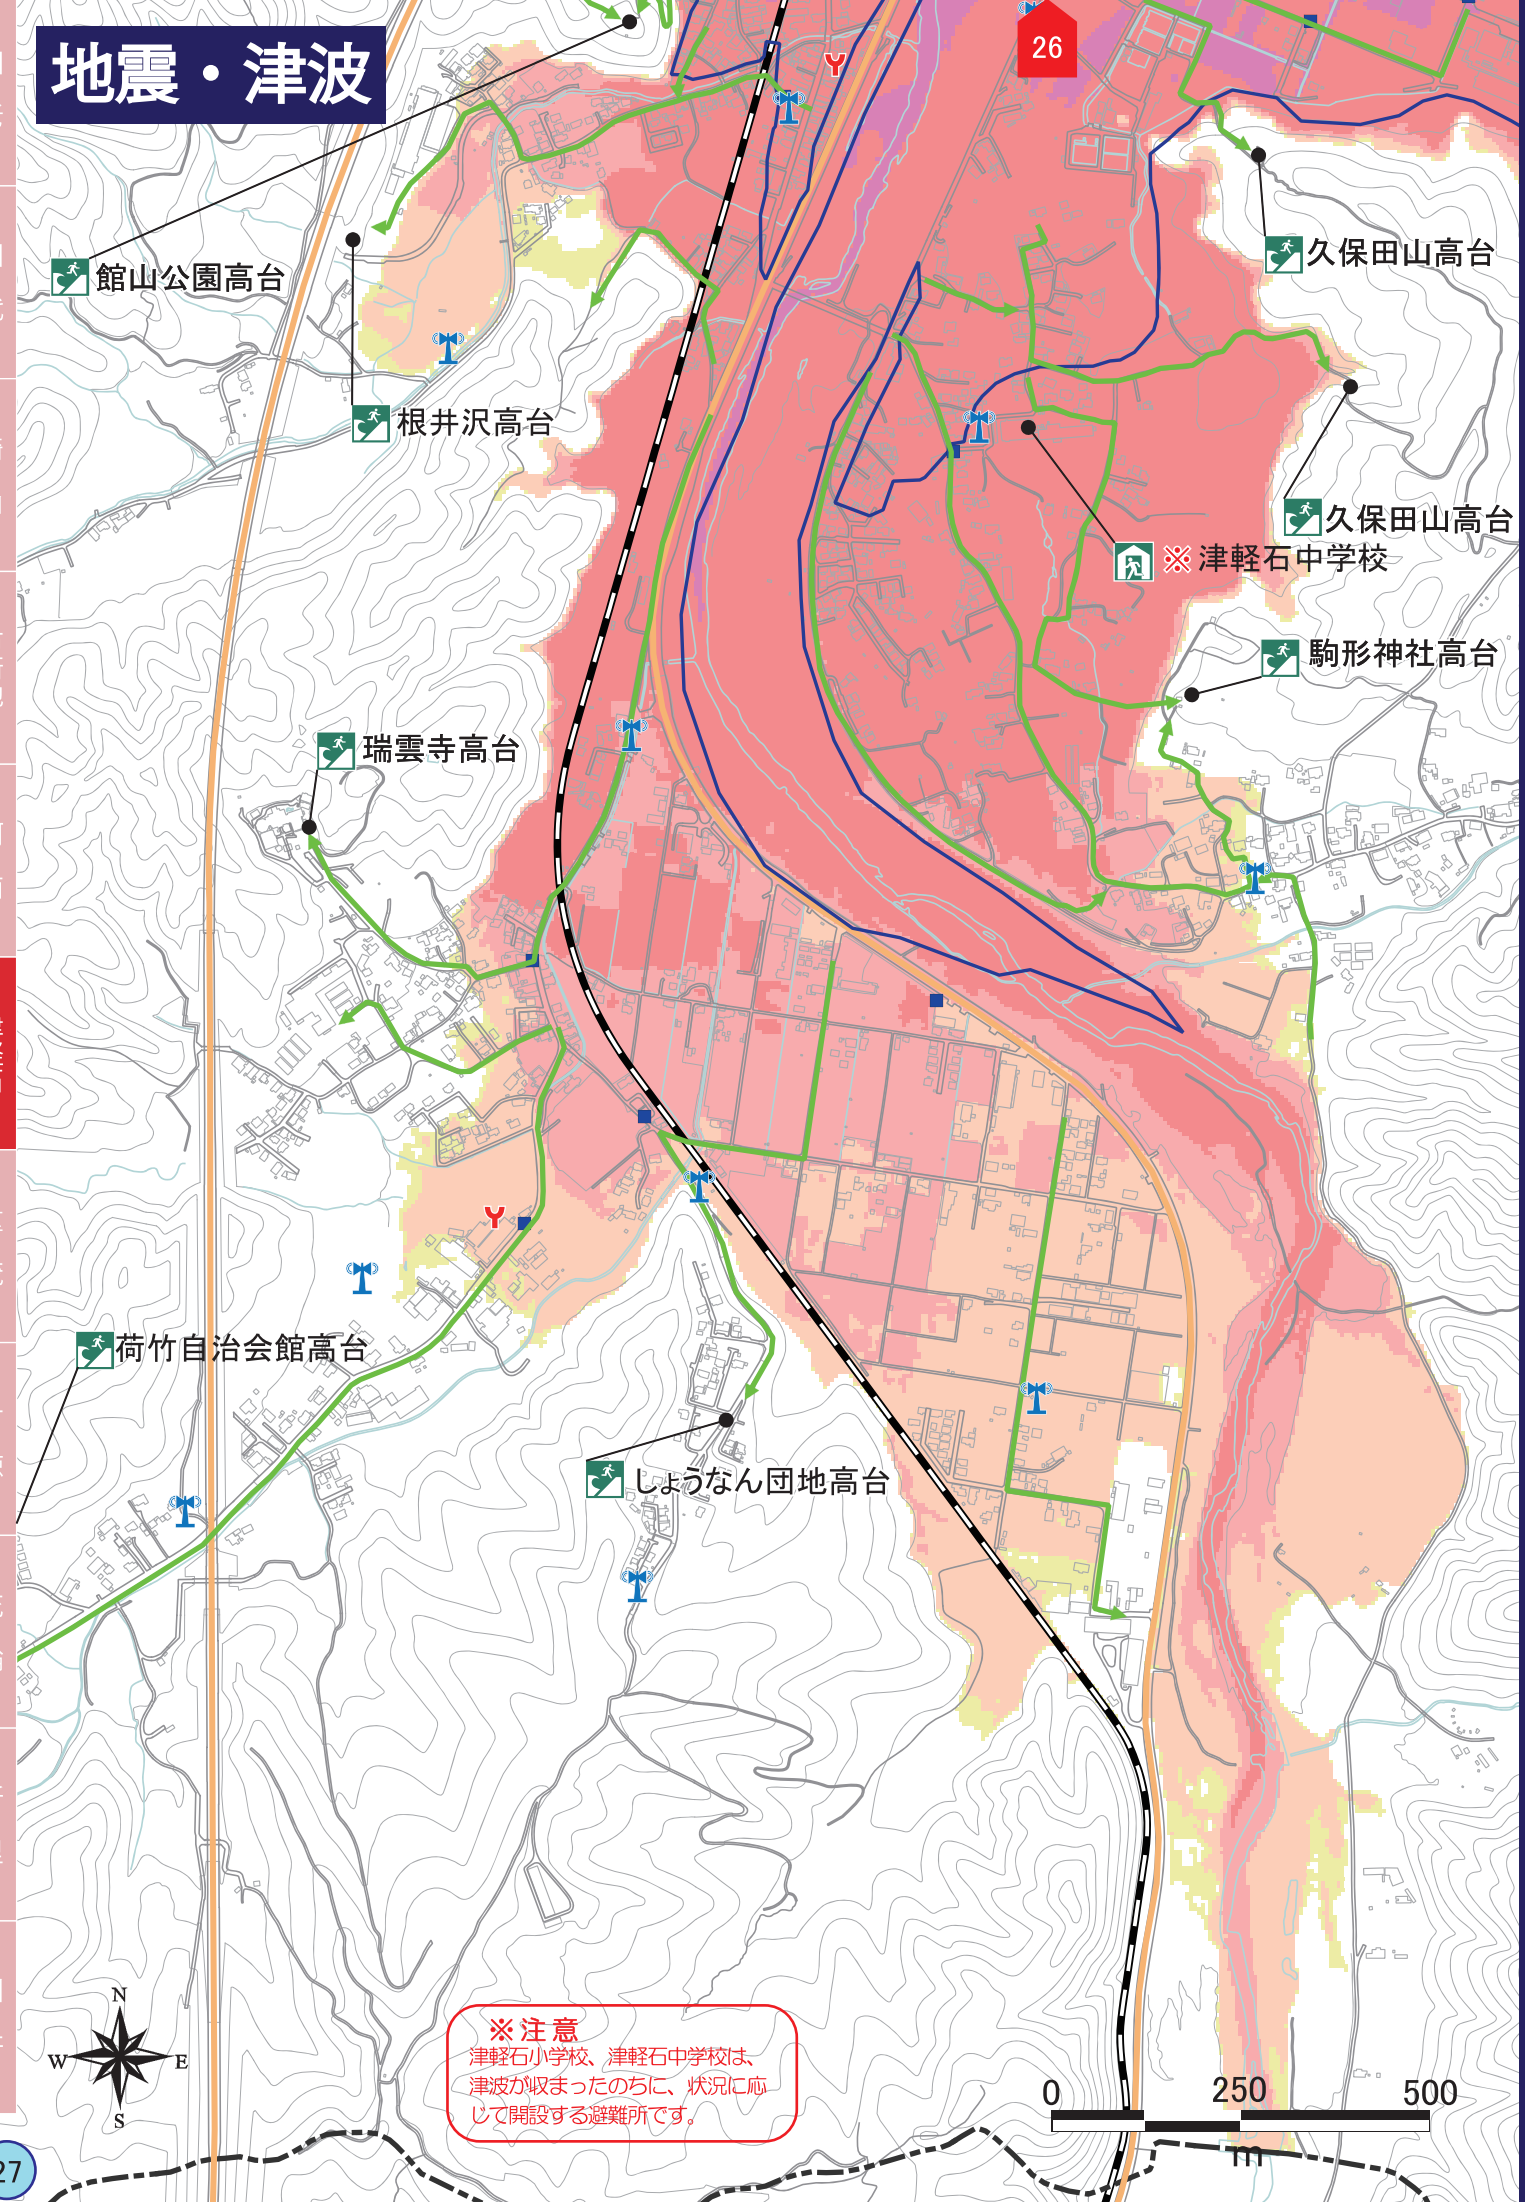 地震・津波
26
館山公園高台
久保田山高台
根井沢高台
久保田山高台
※ 津軽石中学校
駒形神社高台
瑞雲寺高台
荷竹自治会館高台
しょうなん団地高台
N
W E
S
※注意
津軽石小学校、津軽石中学校は、
津波が収まったのちに、状況に応
じて開設する避難所です。
0 250 500
m
27